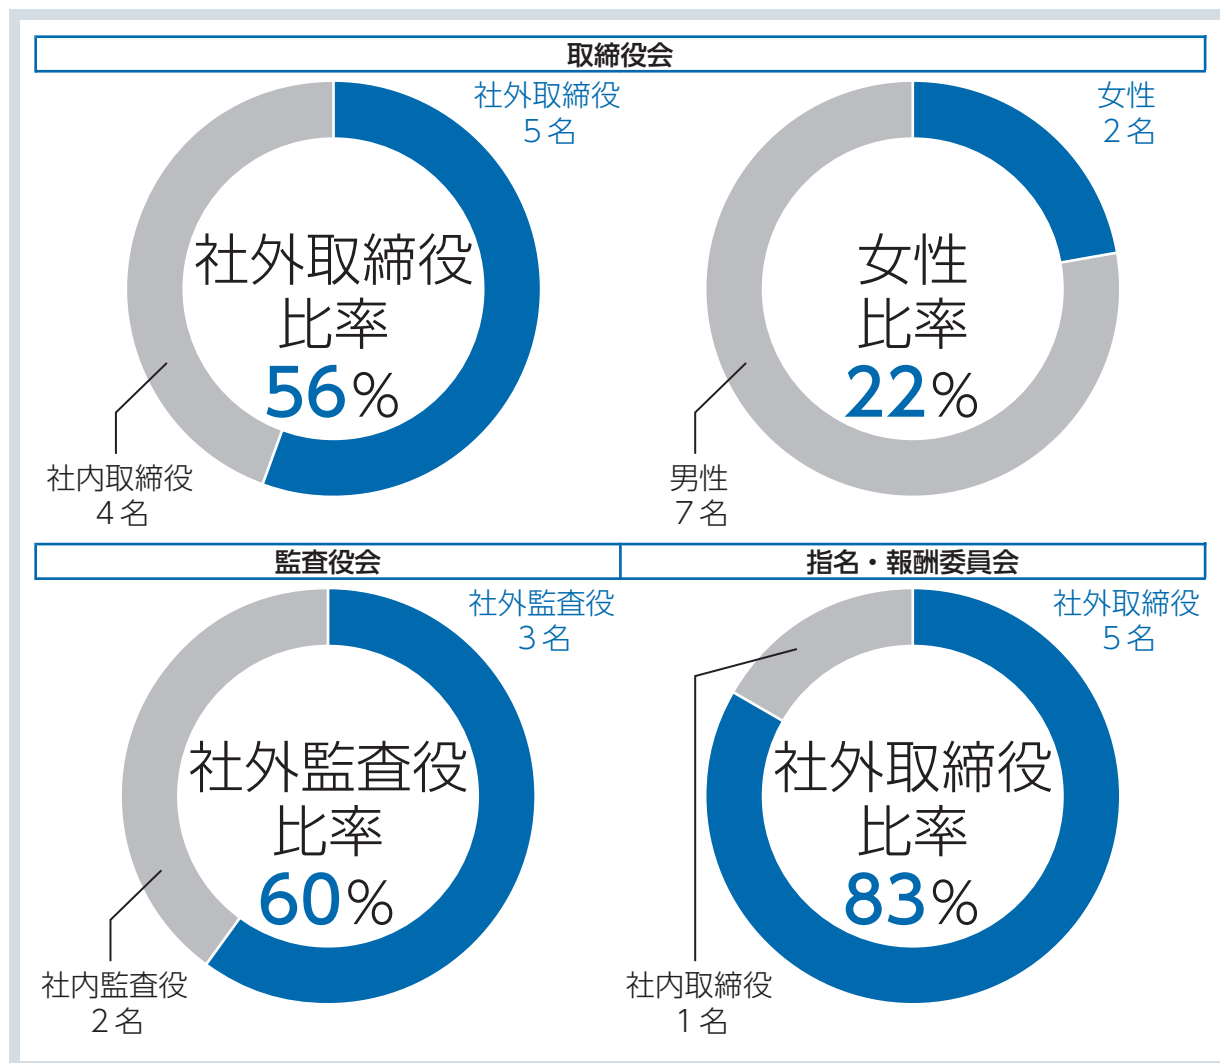 取締役会
社外取締役
5名
社外取締役
比率
56%
社内取締役
4名
女性
2名
女性
比率
22%
男性
7名
監査役会
社外監査役
3名
社外監査役
比率
60%
社内監査役
2名
指名・報酬委員会
社外取締役
5名
社外取締役
比率
83%
社内取締役
1名